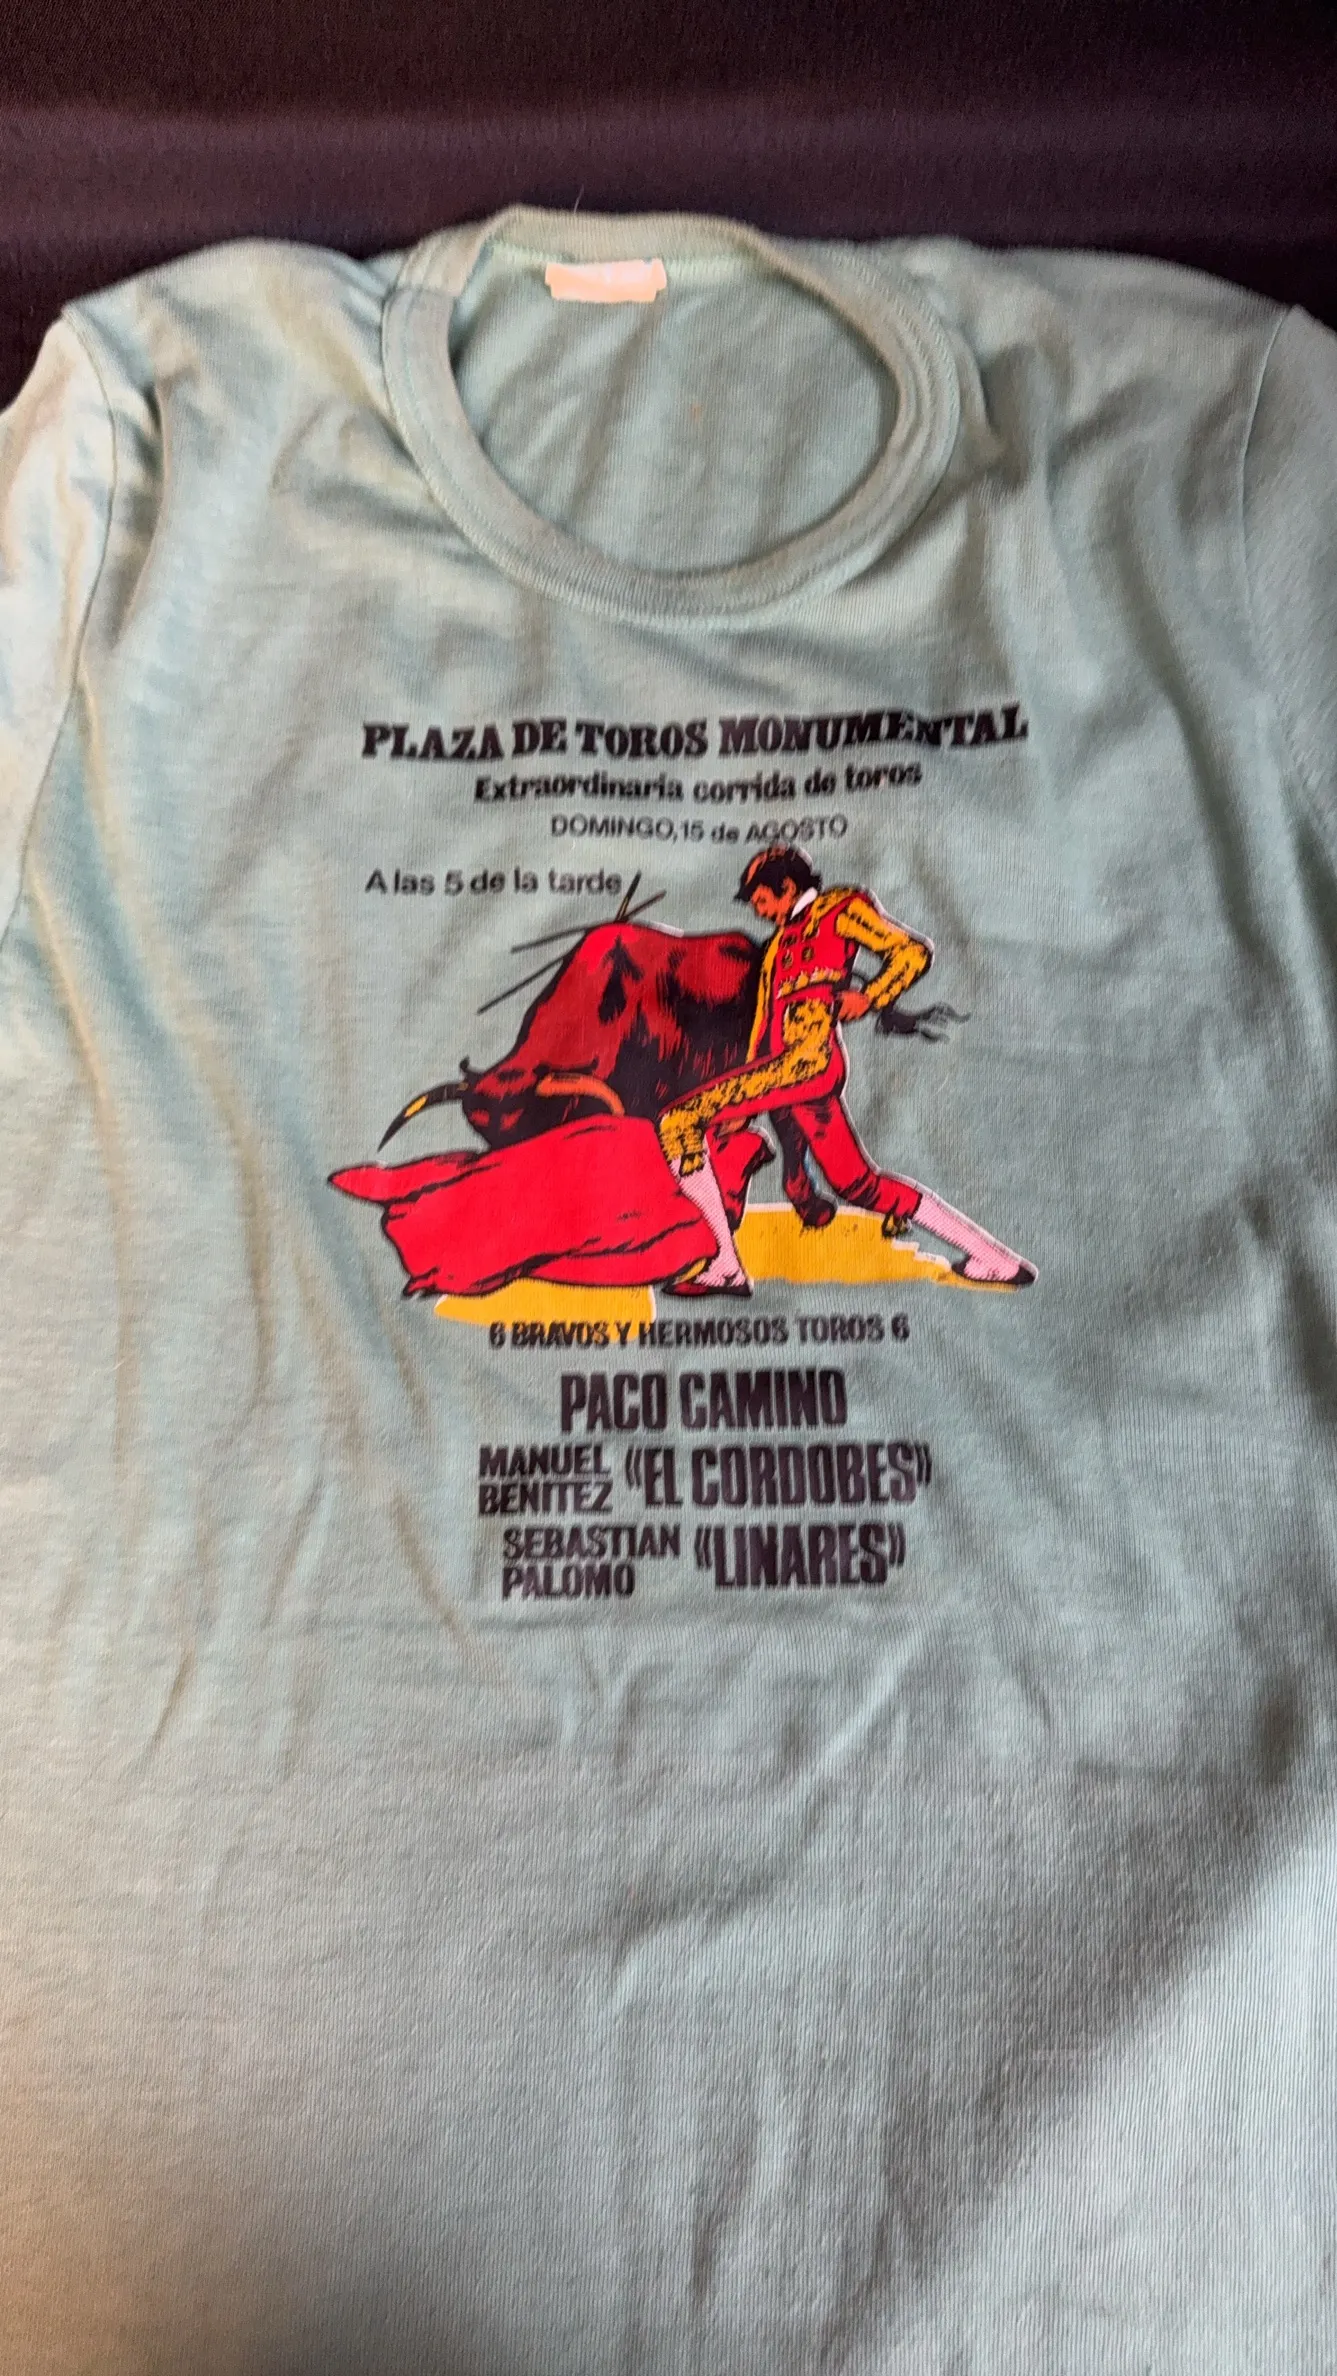 PLAZA DE TOROS MONUMENTAL
Extraordinaria corrida de toros
DOMINGO, 15 de AGOSTO
A las 5 de la tarde
6 BRAVOS Y HERMOSOS TOROS 6
PACO CAMINO
MANUEL BENITEZ «EL CORDOBES»
SEBASTIAN PALOMO «LINARES»